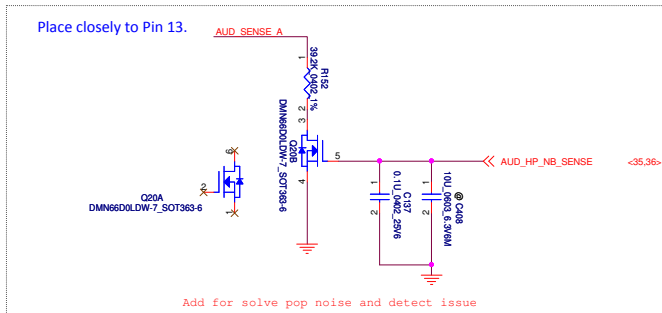 Place closely to Pin 13.
AUD_SENSE_A
1
R152
39.2K_0402_1%
2
3
Q20B
DMN66D0LDW-7_SOT363-6
5
4
AUD_HP_NB_SENSE
<35,36>
6
2
1
Q20A
DMN66D0LDW-7_SOT363-6
1
2
C137
0.1U_0402_25V6
1
2
@ C408
10U_0603_6.3V6M
Add for solve pop noise and detect issue